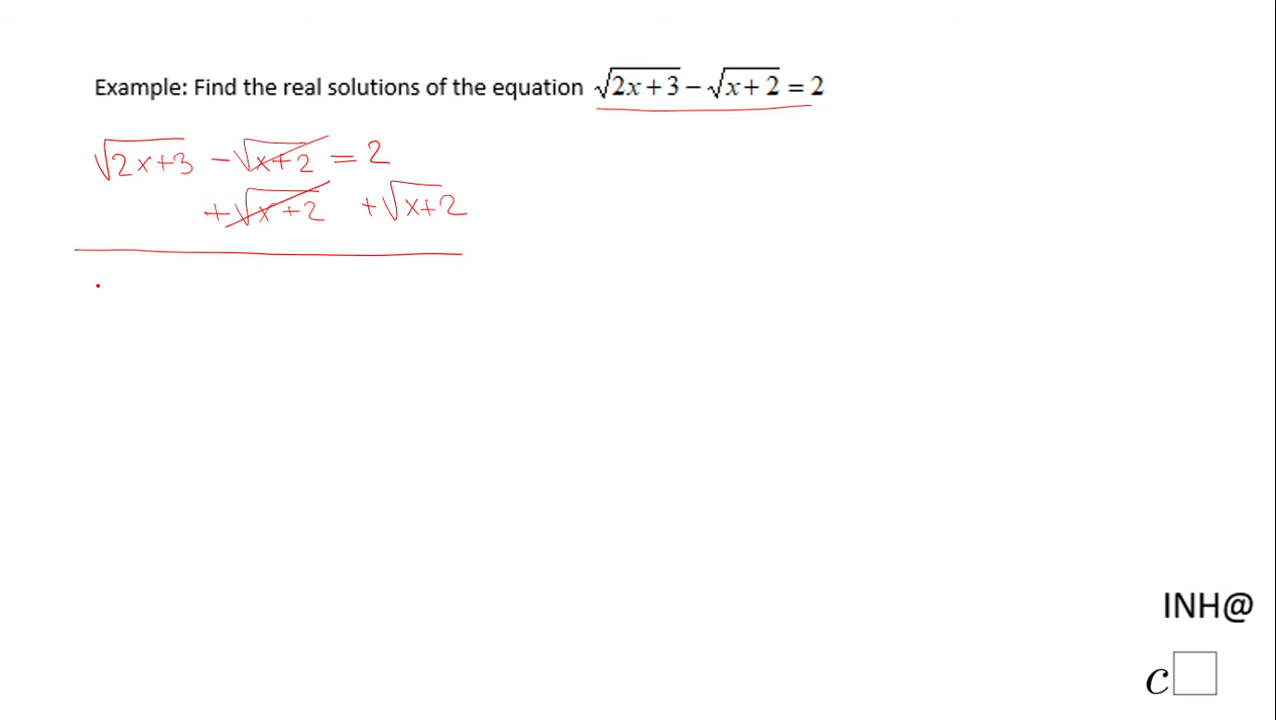 Example: Find the real solutions of the equation √2x+3 − √x+2 = 2
√2x+3 − √x+2 = 2
+√x+2 +√x+2
INH@
c